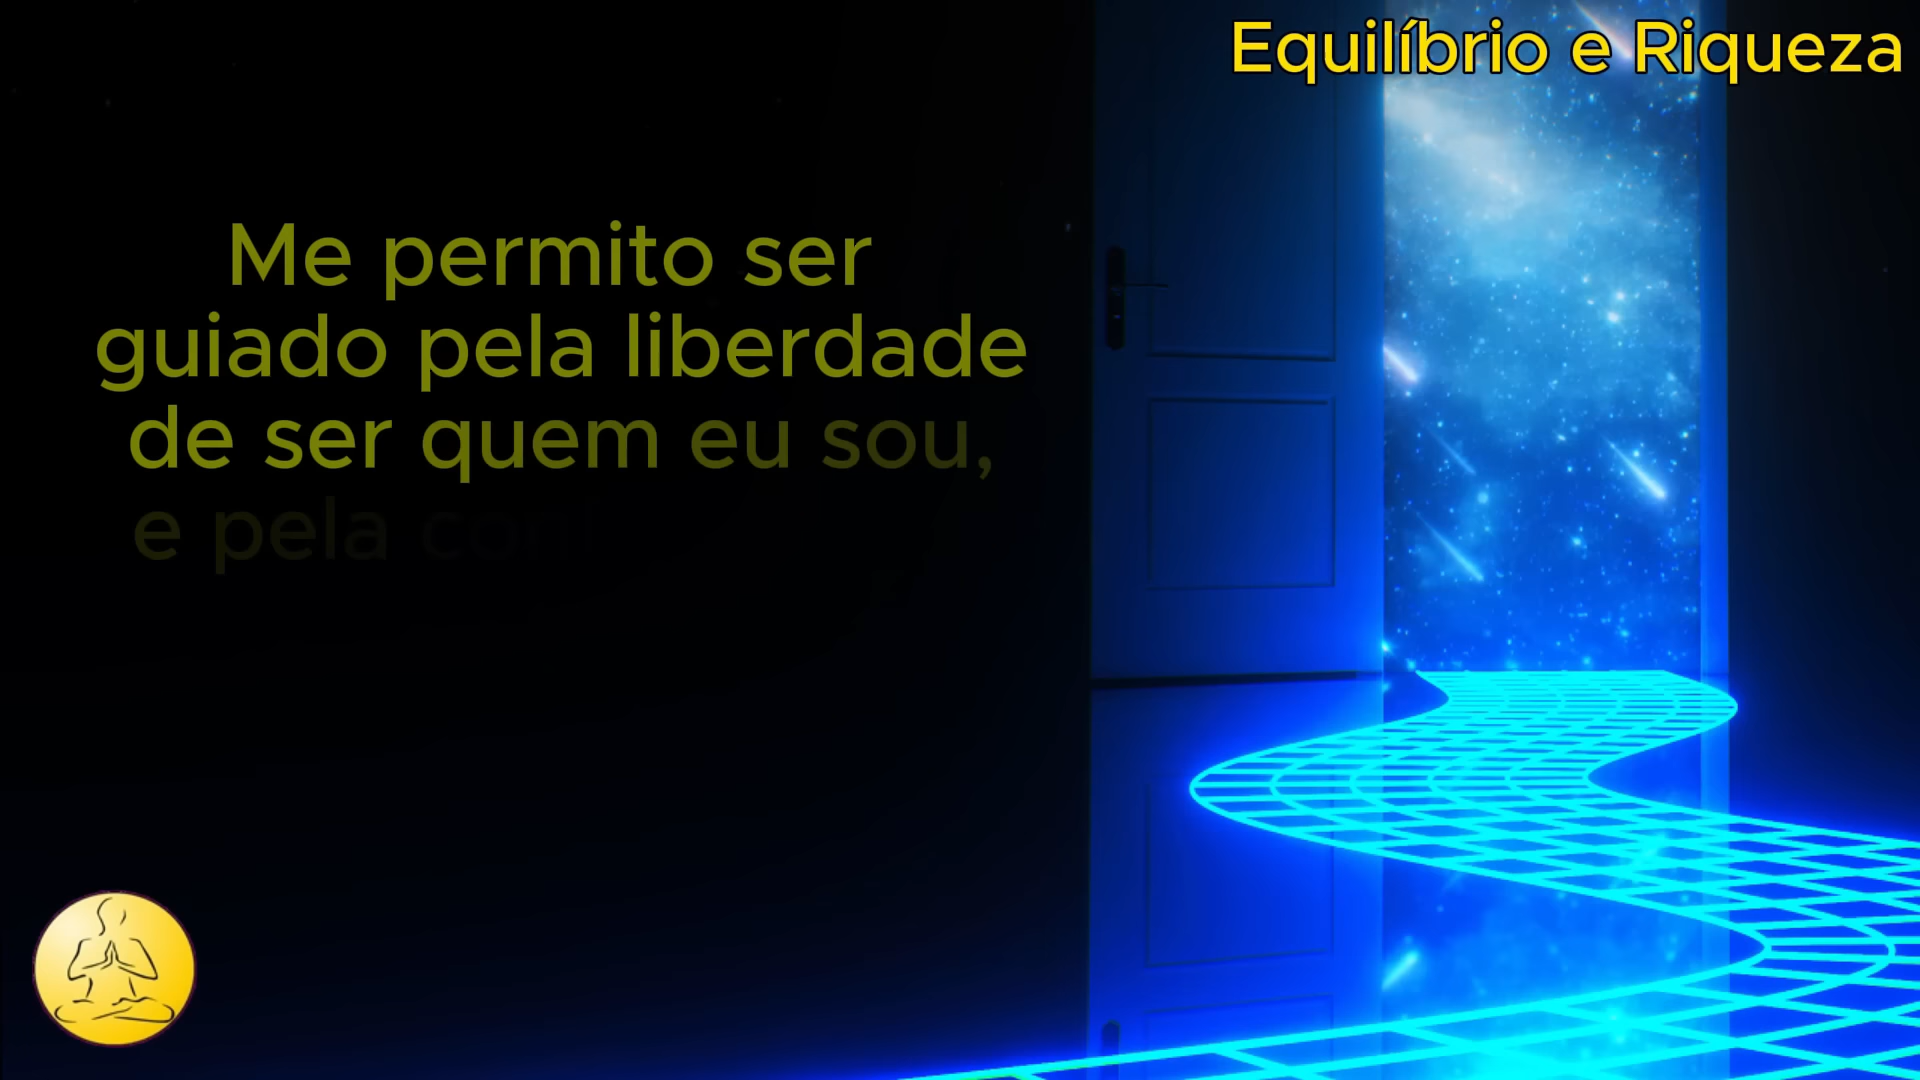 Equilíbrio e Riqueza
Me permito ser
guiado pela liberdade
de ser quem eu sou,
e pela